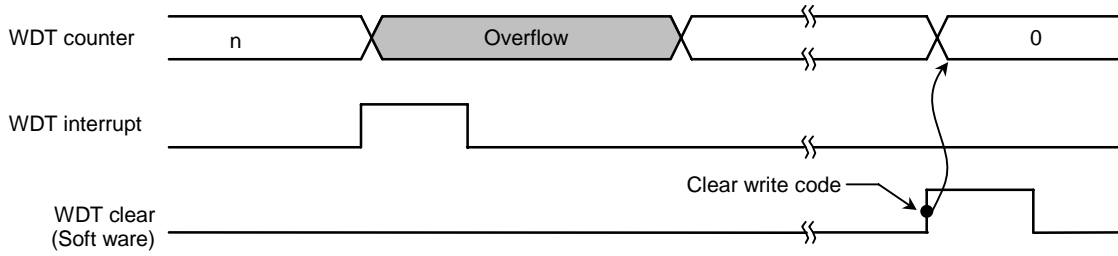 WDT counter
n
Overflow
0
WDT interrupt
Clear write code
WDT clear
(Soft ware)